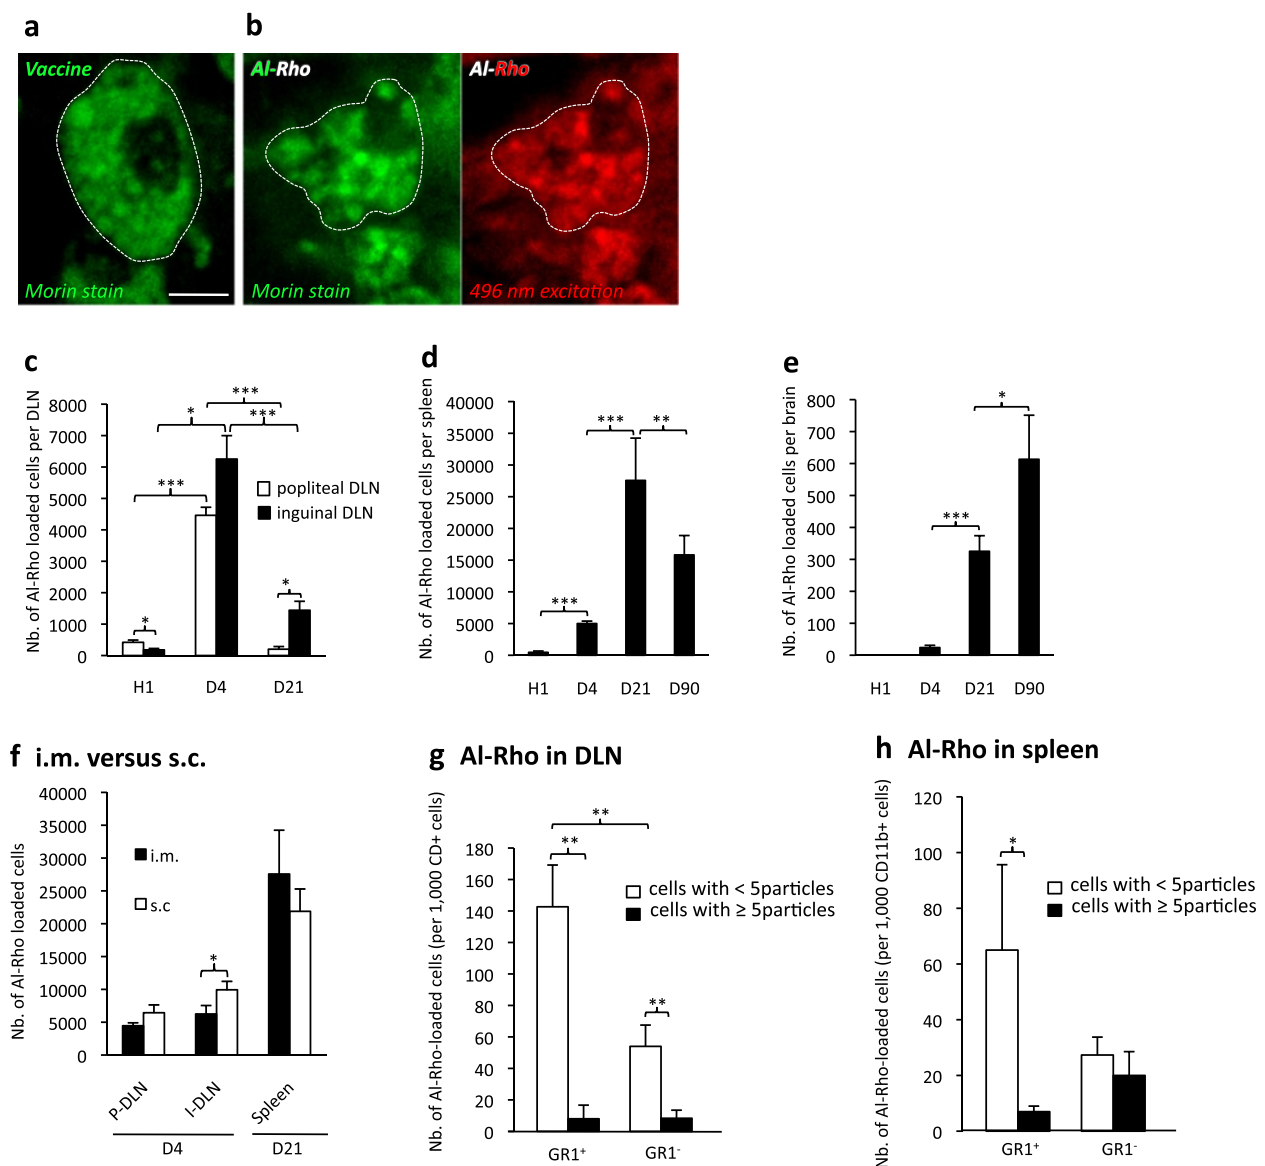 a
b
Vaccine
Al-Rho
Al-Rho
Morin stain
Morin stain
496 nm excitation
c
d
e
Nb. of Al-Rho loaded cells per DLN
8000
7000
6000
5000
4000
3000
2000
1000
0
***
*
***
***
*
*
popliteal DLN
inguinal DLN
H1 D4 D21
Nb. of Al-Rho loaded cells per spleen
40000
35000
30000
25000
20000
15000
10000
5000
0
*** **
***
H1 D4 D21 D90
Nb. of Al-Rho loaded cells per brain
800
700
600
500
400
300
200
100
0
*
***
H1 D4 D21 D90
f i.m. versus s.c.
Nb. of Al-Rho loaded cells
40000
35000
30000
25000
20000
15000
10000
5000
0
i.m.
s.c
*
P-DLN I-DLN Spleen
D4 D21
g Al-Rho in DLN
Nb. of Al-Rho-loaded cells (per 1,000 CD+ cells)
180
160
140
120
100
80
60
40
20
0
**
**
**
cells with < 5particles
cells with ≥ 5particles
GR1⁺ GR1⁻
h Al-Rho in spleen
Nb. of Al-Rho-loaded cells (per 1,000 CD11b+ cells)
120
100
80
60
40
20
0
*
cells with < 5particles
cells with ≥ 5particles
GR1⁺ GR1⁻